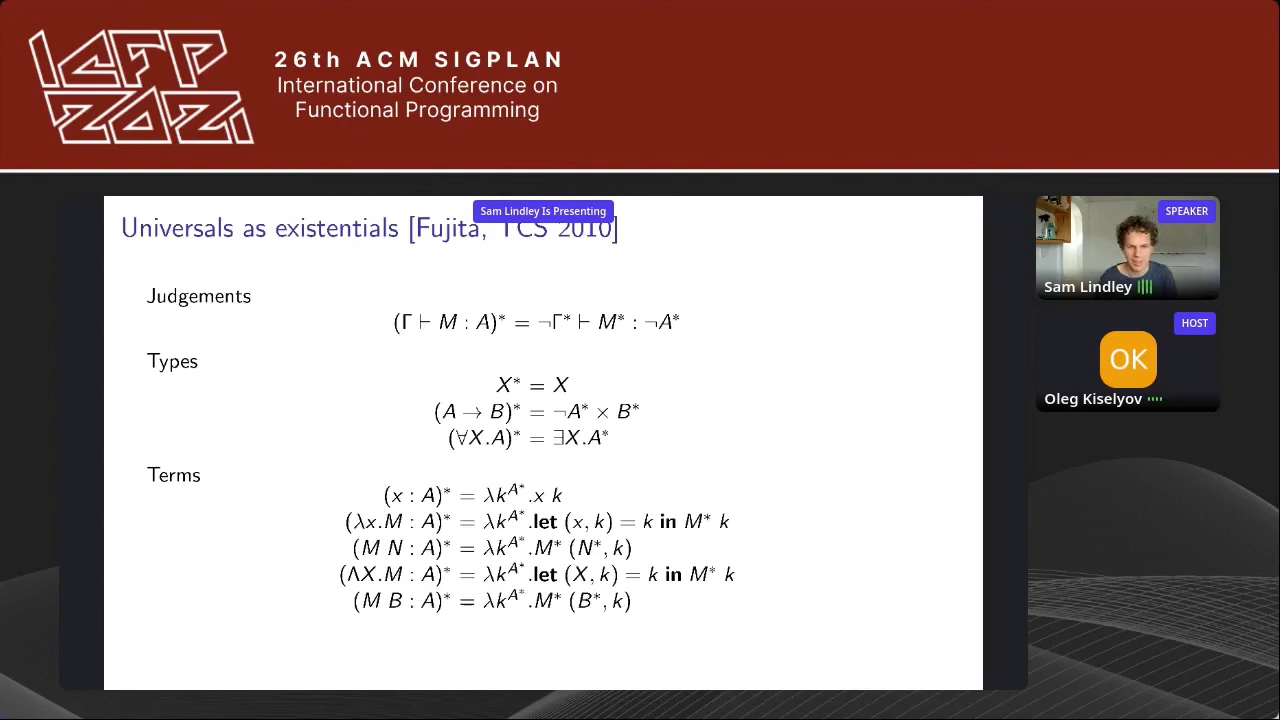 ICFP
2021
26th ACM SIGPLAN
International Conference on
Functional Programming
Sam Lindley Is Presenting
Universals as existentials [Fujita, TCS 2010]
Judgements
(Γ ⊢ M : A)* = ¬Γ* ⊢ M* : ¬A*
Types
X* = X
(A → B)* = ¬A* × B*
(∀X.A)* = ∃X.A*
Terms
(x : A)* = λk^{A*}.x k
(λx.M : A)* = λk^{A*}.let (x, k) = k in M* k
(M N : A)* = λk^{A*}.M* (N*, k)
(ΛX.M : A)* = λk^{A*}.let (X, k) = k in M* k
(M B : A)* = λk^{A*}.M* (B*, k)
SPEAKER
Sam Lindley
HOST
OK
Oleg Kiselyov